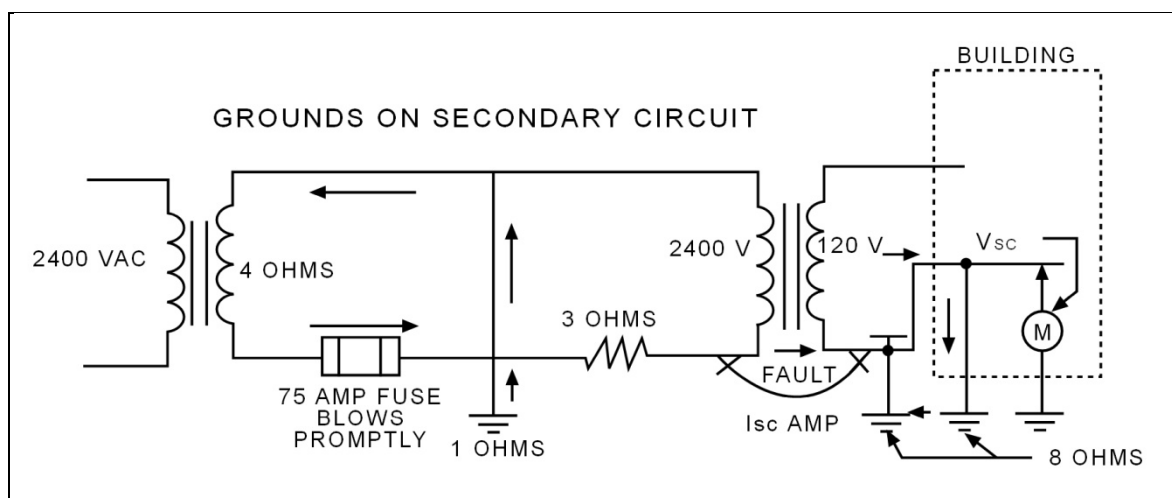 BUILDING
GROUNDS ON SECONDARY CIRCUIT
2400 VAC
4 OHMS
2400 V
120 V
Vsc
3 OHMS
M
75 AMP FUSE
BLOWS
PROMPTLY
1 OHMS
FAULT
Isc AMP
8 OHMS